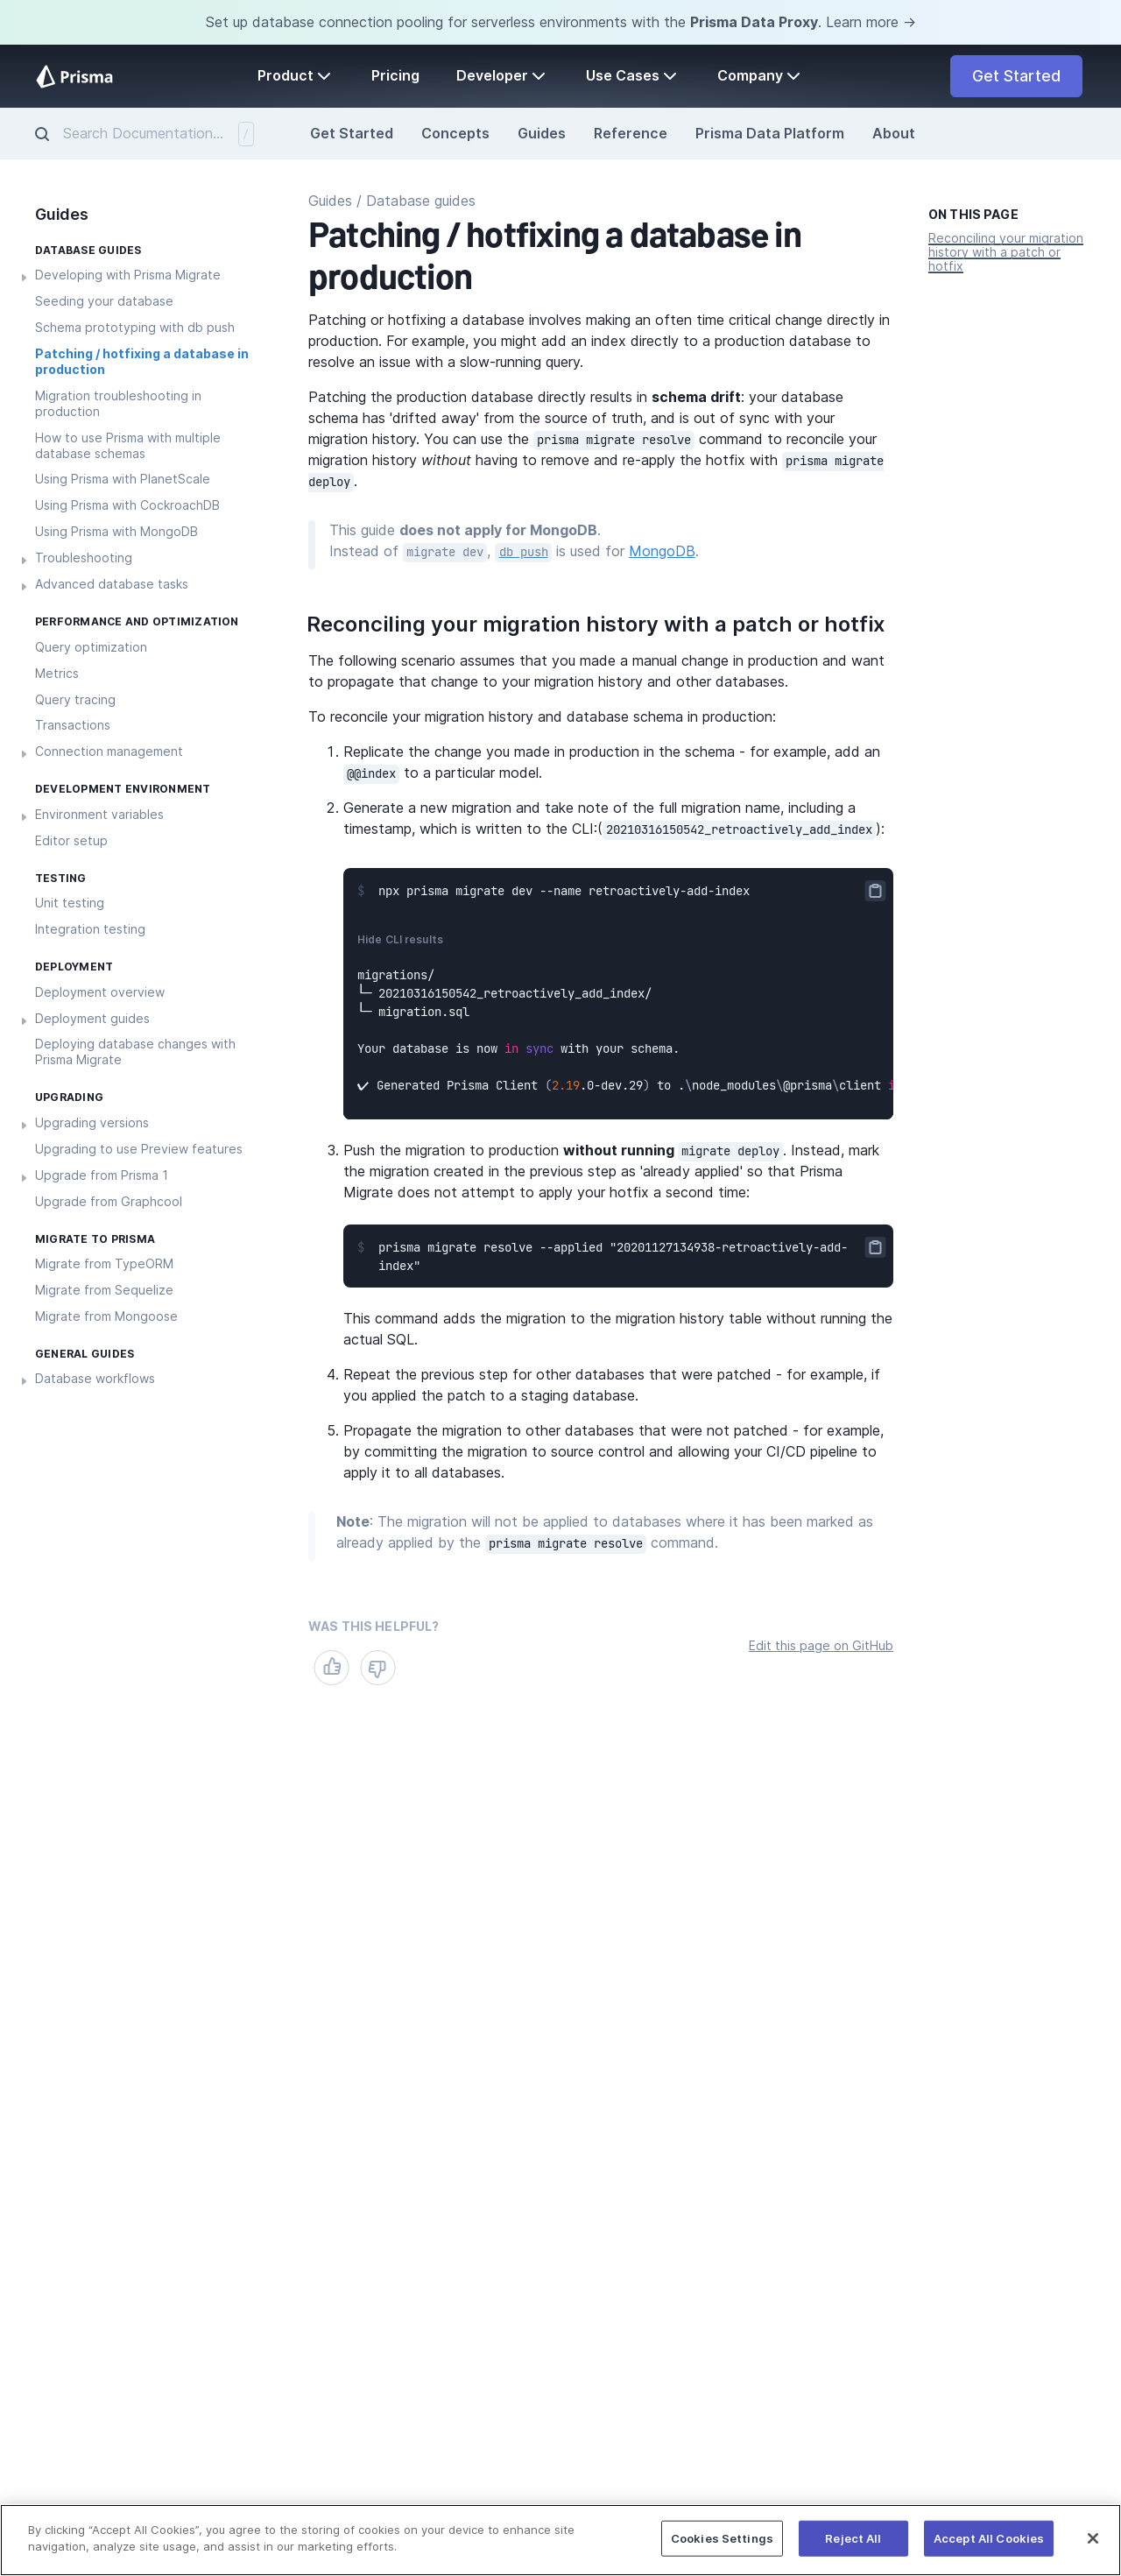 Set up database connection pooling for serverless environments with the Prisma Data Proxy. Learn more →
Prisma
Product
Pricing
Developer
Use Cases
Company
Get Started
Search Documentation...
/
Get Started
Concepts
Guides
Reference
Prisma Data Platform
About
Guides
DATABASE GUIDES
Developing with Prisma Migrate
Seeding your database
Schema prototyping with db push
Patching / hotfixing a database in
production
Migration troubleshooting in
production
How to use Prisma with multiple
database schemas
Using Prisma with PlanetScale
Using Prisma with CockroachDB
Using Prisma with MongoDB
Troubleshooting
Advanced database tasks
PERFORMANCE AND OPTIMIZATION
Query optimization
Metrics
Query tracing
Transactions
Connection management
DEVELOPMENT ENVIRONMENT
Environment variables
Editor setup
TESTING
Unit testing
Integration testing
DEPLOYMENT
Deployment overview
Deployment guides
Deploying database changes with
Prisma Migrate
UPGRADING
Upgrading versions
Upgrading to use Preview features
Upgrade from Prisma 1
Upgrade from Graphcool
MIGRATE TO PRISMA
Migrate from TypeORM
Migrate from Sequelize
Migrate from Mongoose
GENERAL GUIDES
Database workflows
Guides / Database guides
Patching / hotfixing a database in
production
Patching or hotfixing a database involves making an often time critical change directly in
production. For example, you might add an index directly to a production database to
resolve an issue with a slow-running query.
Patching the production database directly results in schema drift: your database
schema has 'drifted away' from the source of truth, and is out of sync with your
migration history. You can use the prisma migrate resolve command to reconcile your
migration history without having to remove and re-apply the hotfix with prisma migrate
deploy.
This guide does not apply for MongoDB.
Instead of migrate dev, db push is used for MongoDB.
Reconciling your migration history with a patch or hotfix
The following scenario assumes that you made a manual change in production and want
to propagate that change to your migration history and other databases.
To reconcile your migration history and database schema in production:
1. Replicate the change you made in production in the schema - for example, add an
@@index to a particular model.
2. Generate a new migration and take note of the full migration name, including a
timestamp, which is written to the CLI:(20210316150542_retroactively_add_index):
$ npx prisma migrate dev --name retroactively-add-index
Hide CLI results
migrations/
└─ 20210316150542_retroactively_add_index/
└─ migration.sql
Your database is now in sync with your schema.
✔ Generated Prisma Client (2.19.0-dev.29) to .\node_modules\@prisma\client i
3. Push the migration to production without running migrate deploy. Instead, mark
the migration created in the previous step as 'already applied' so that Prisma
Migrate does not attempt to apply your hotfix a second time:
$ prisma migrate resolve --applied "20201127134938-retroactively-add-
index"
This command adds the migration to the migration history table without running the
actual SQL.
4. Repeat the previous step for other databases that were patched - for example, if
you applied the patch to a staging database.
5. Propagate the migration to other databases that were not patched - for example,
by committing the migration to source control and allowing your CI/CD pipeline to
apply it to all databases.
Note: The migration will not be applied to databases where it has been marked as
already applied by the prisma migrate resolve command.
WAS THIS HELPFUL?
Edit this page on GitHub
ON THIS PAGE
Reconciling your migration
history with a patch or
hotfix
By clicking “Accept All Cookies”, you agree to the storing of cookies on your device to enhance site
navigation, analyze site usage, and assist in our marketing efforts.
Cookies Settings
Reject All
Accept All Cookies